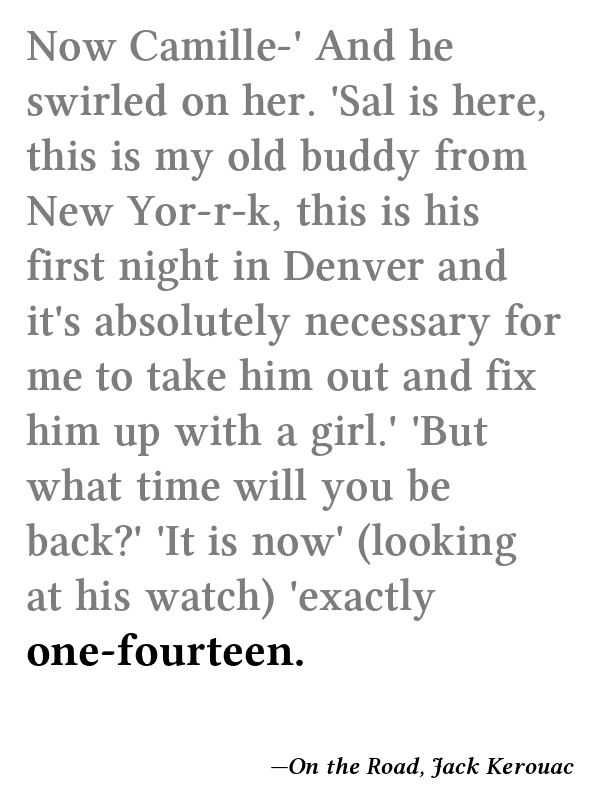 Now Camille-' And he
swirled on her. 'Sal is here,
this is my old buddy from
New Yor-r-k, this is his
first night in Denver and
it's absolutely necessary for
me to take him out and fix
him up with a girl.' 'But
what time will you be
back?' 'It is now' (looking
at his watch) 'exactly
one-fourteen.
—On the Road, Jack Kerouac